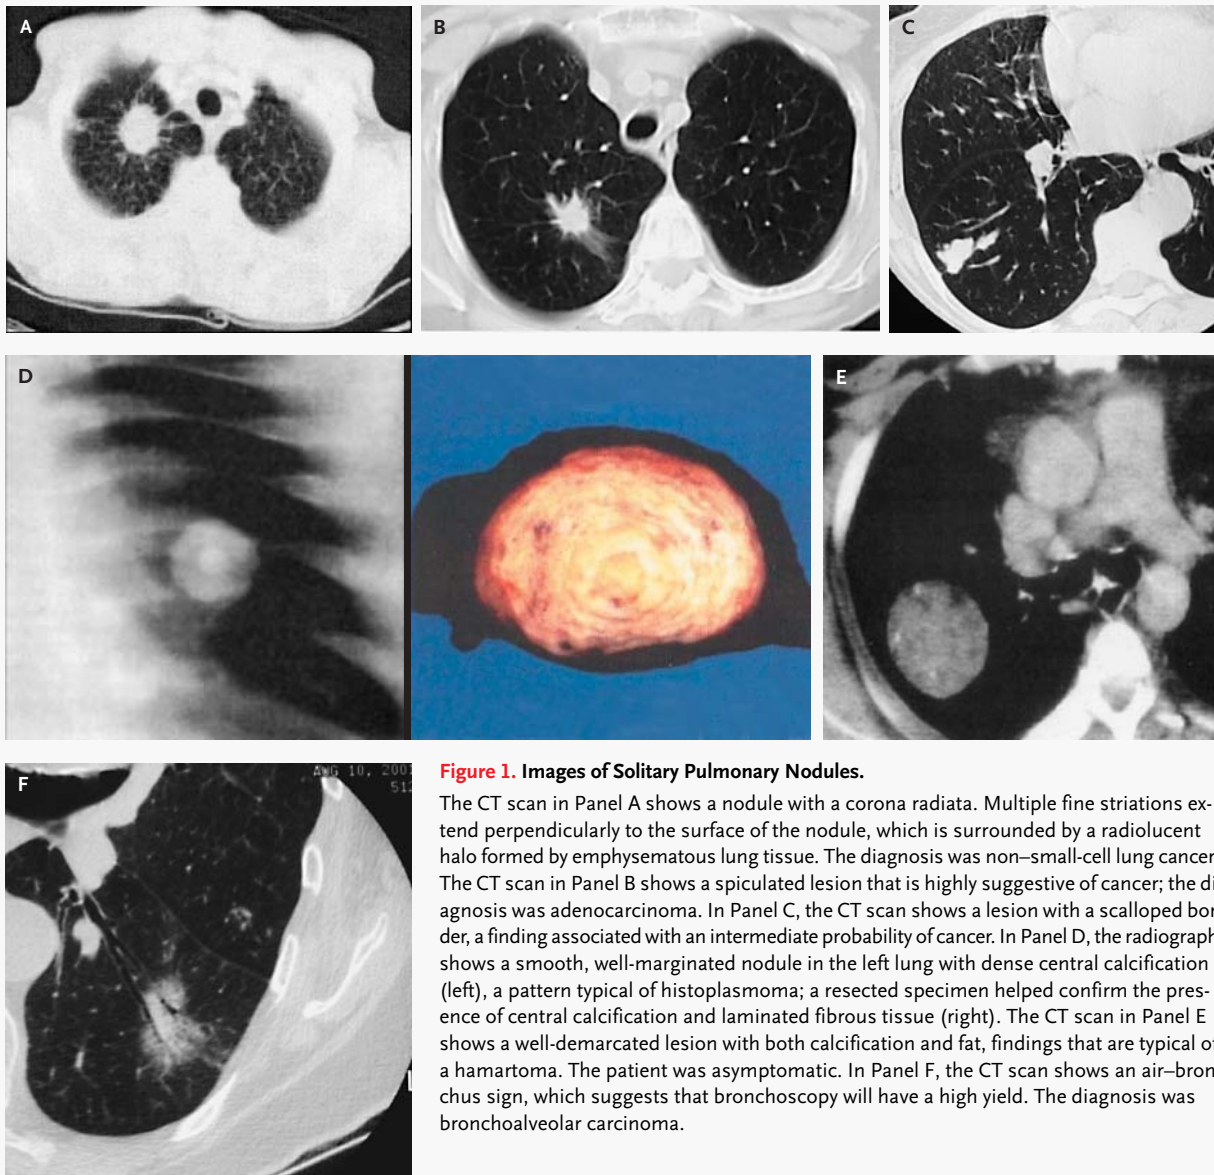 A
B
C
D
E
F
AUG 10, 2001
512
Figure 1. Images of Solitary Pulmonary Nodules.
The CT scan in Panel A shows a nodule with a corona radiata. Multiple fine striations ex-
tend perpendicularly to the surface of the nodule, which is surrounded by a radiolucent
halo formed by emphysematous lung tissue. The diagnosis was non–small-cell lung cancer
The CT scan in Panel B shows a spiculated lesion that is highly suggestive of cancer; the di
agnosis was adenocarcinoma. In Panel C, the CT scan shows a lesion with a scalloped bor
der, a finding associated with an intermediate probability of cancer. In Panel D, the radiograph
shows a smooth, well-marginated nodule in the left lung with dense central calcification
(left), a pattern typical of histoplasmoma; a resected specimen helped confirm the pres-
ence of central calcification and laminated fibrous tissue (right). The CT scan in Panel E
shows a well-demarcated lesion with both calcification and fat, findings that are typical of
a hamartoma. The patient was asymptomatic. In Panel F, the CT scan shows an air–bron
chus sign, which suggests that bronchoscopy will have a high yield. The diagnosis was
bronchoalveolar carcinoma.